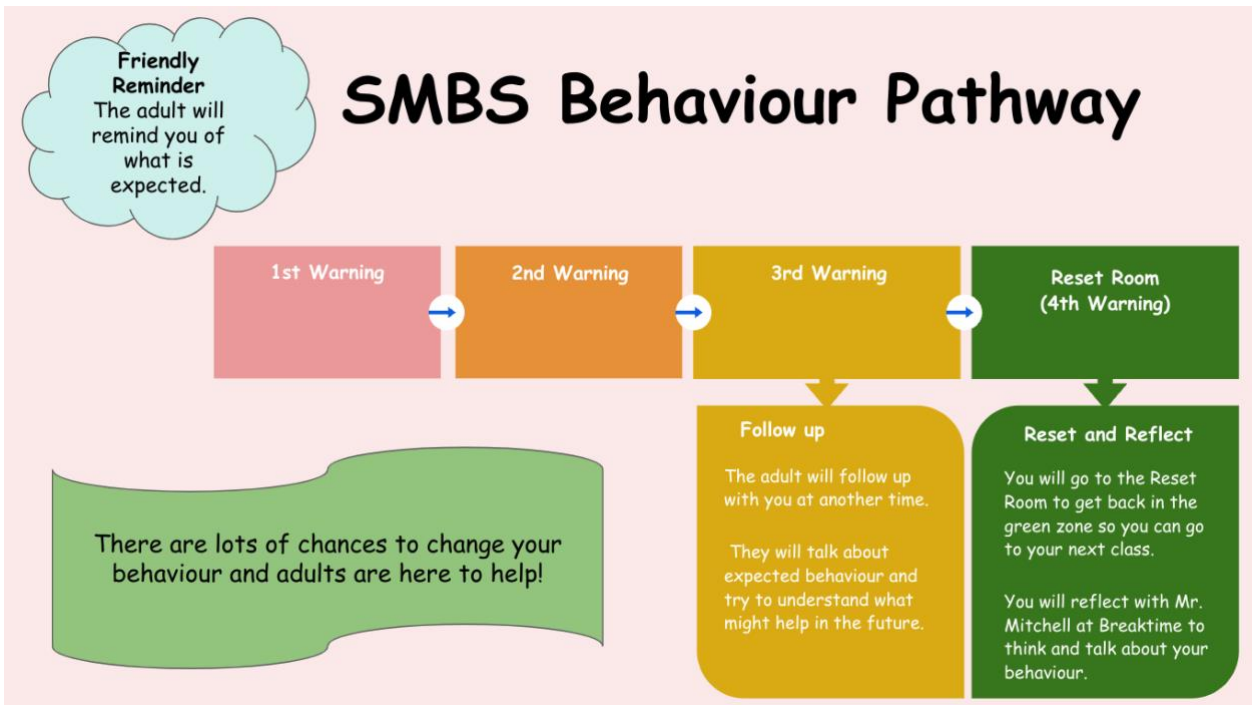 Friendly
Reminder
The adult will
remind you of
what is
expected.
SMBS Behaviour Pathway
1st Warning
2nd Warning
3rd Warning
Reset Room
(4th Warning)
Follow up
The adult will follow up
with you at another time.
They will talk about
expected behaviour and
try to understand what
might help in the future.
Reset and Reflect
You will go to the Reset
Room to get back in the
green zone so you can go
to your next class.
You will reflect with Mr.
Mitchell at Breaktime to
think and talk about your
behaviour.
There are lots of chances to change your
behaviour and adults are here to help!